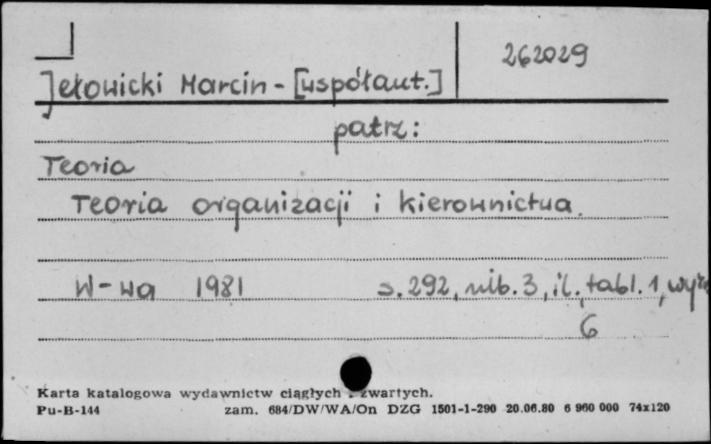 262029
Jełowicki Marcin - [współaut.]
patrz:
Teoria
Teoria organizacji i kierownictwa.
W-wa 1981 s. 292, nlb. 3, il., tabl. 1,
6
Karta katalogowa wydawnictw ciągłych i zwartych.
Pu-B-144 zam. 684/DW/WA/On DZG 1501-1-290 20.06.80 6 960 000 74x120